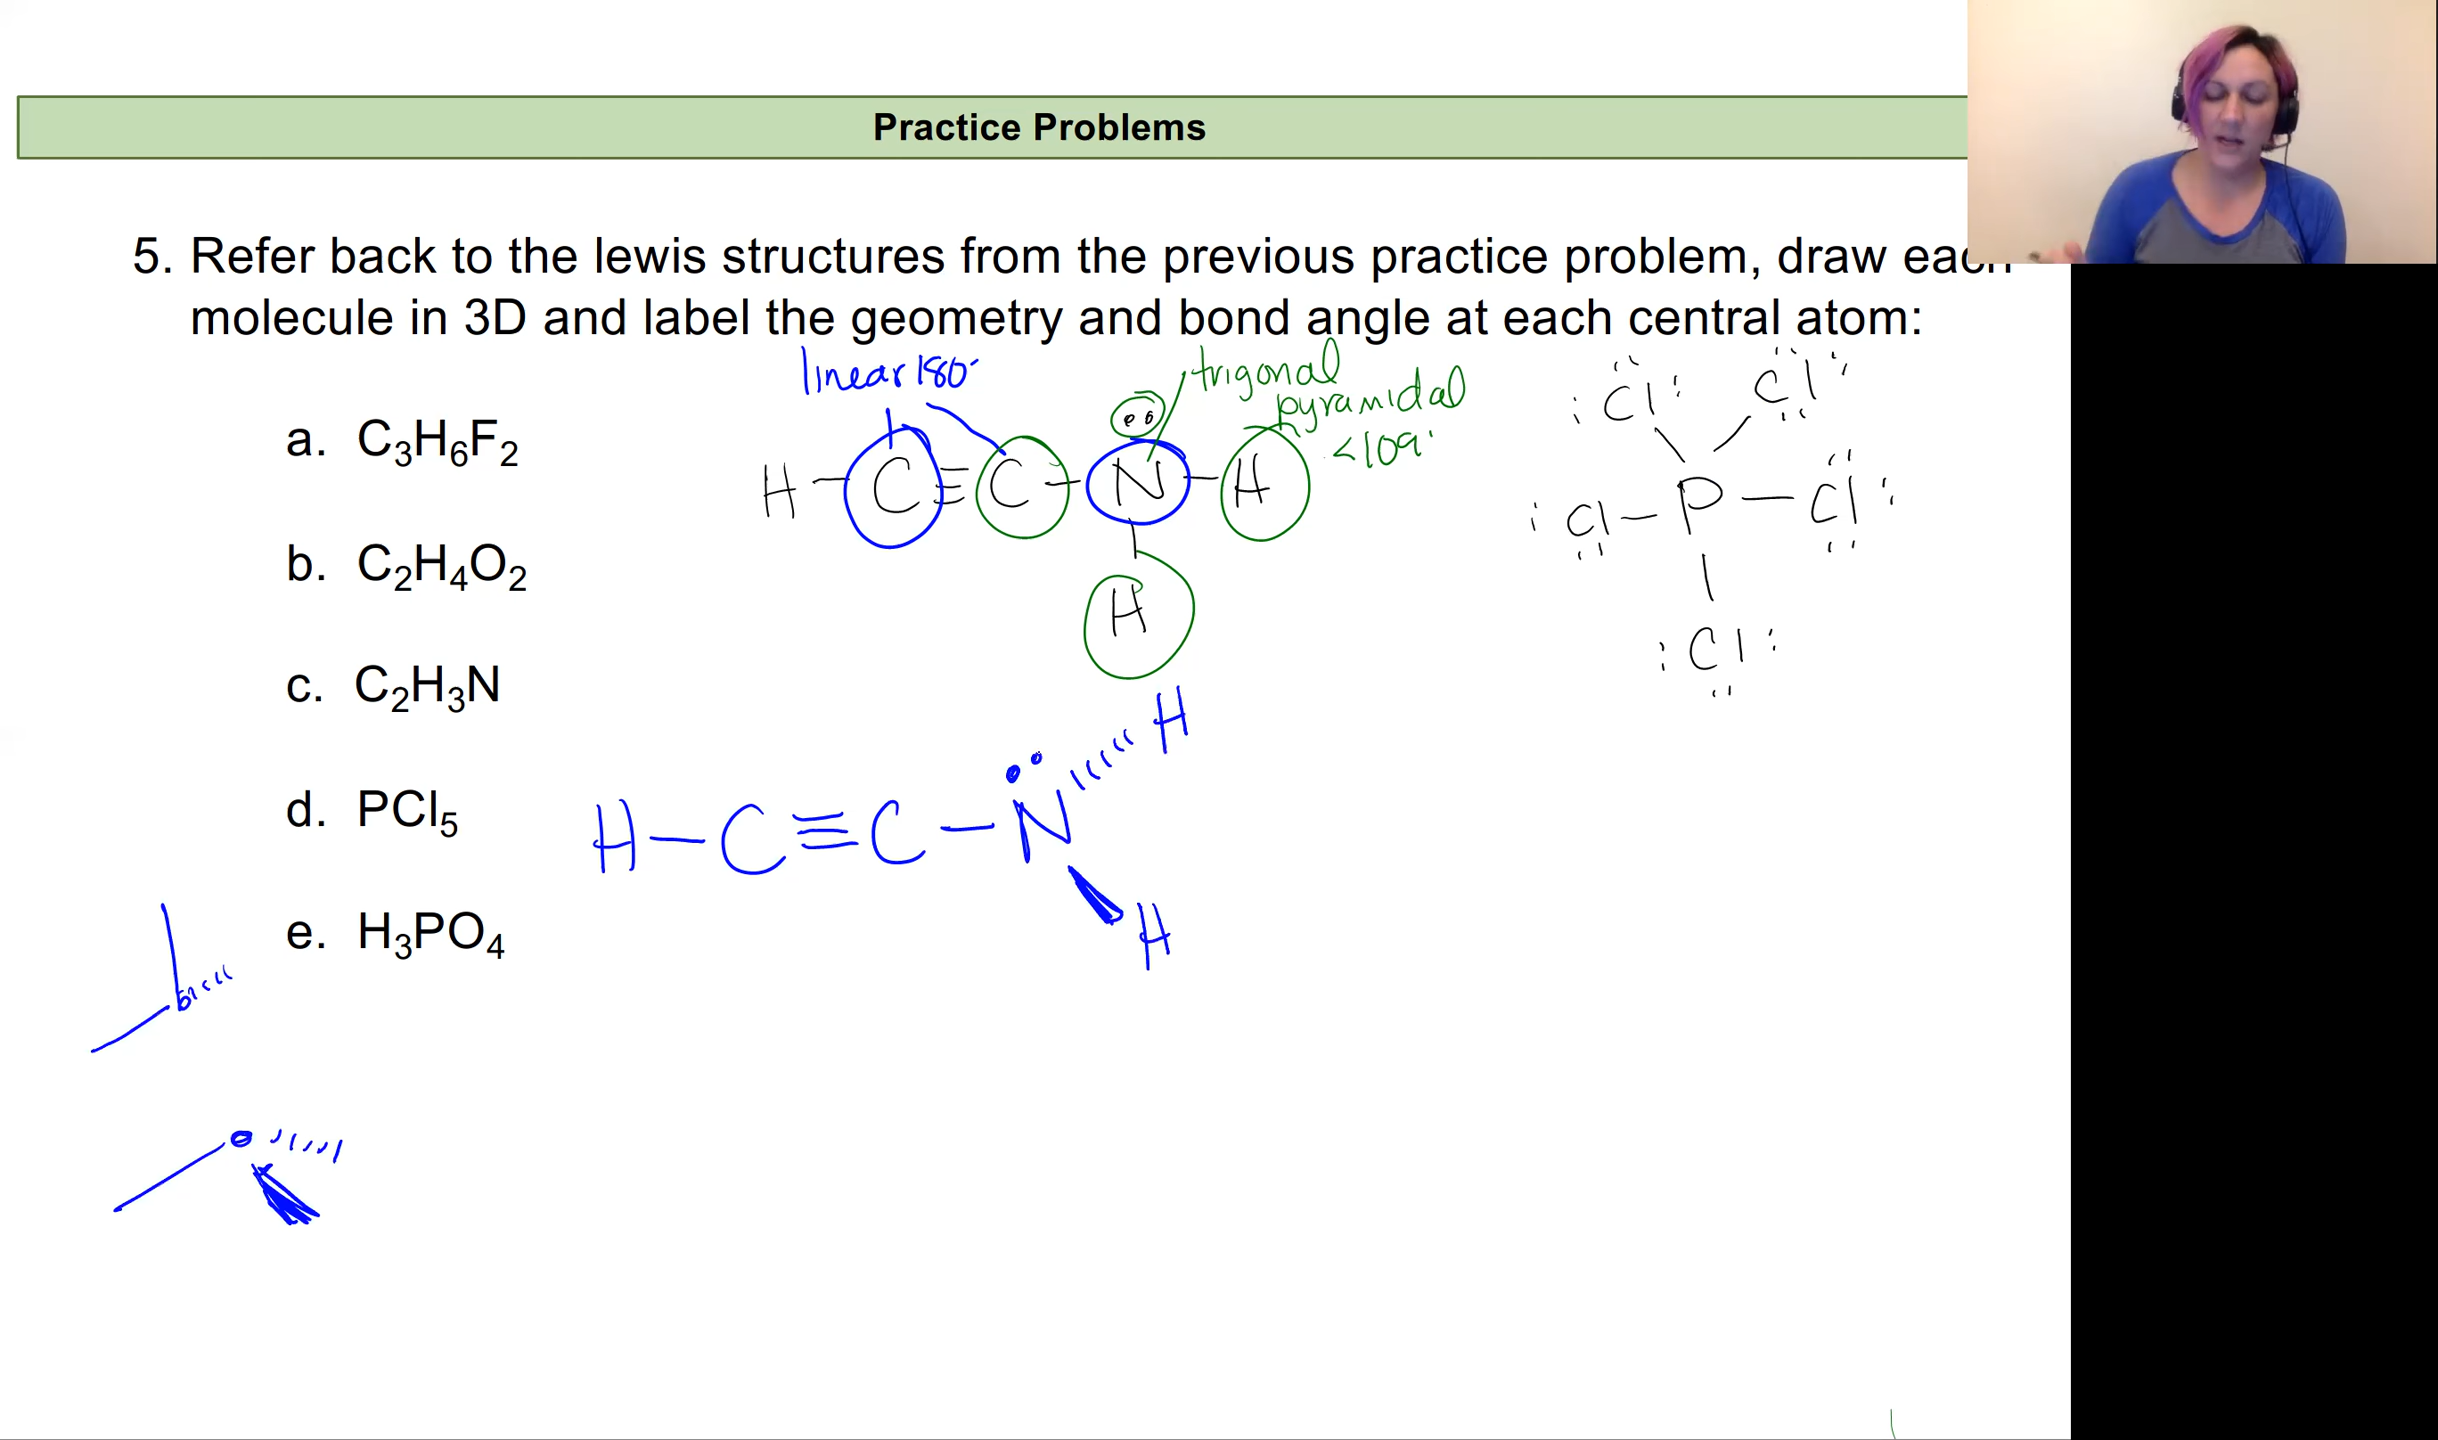 Practice Problems
5. Refer back to the lewis structures from the previous practice problem, draw each
molecule in 3D and label the geometry and bond angle at each central atom:
linear 180°
trigonal
pyramidal
<109°
a. C₃H₆F₂
H – C ≡ C – N – H
H
Cl Cl
Cl – P – Cl
Cl
b. C₂H₄O₂
c. C₂H₃N
d. PCl₅
H – C ≡ C – N H
H
e. H₃PO₄